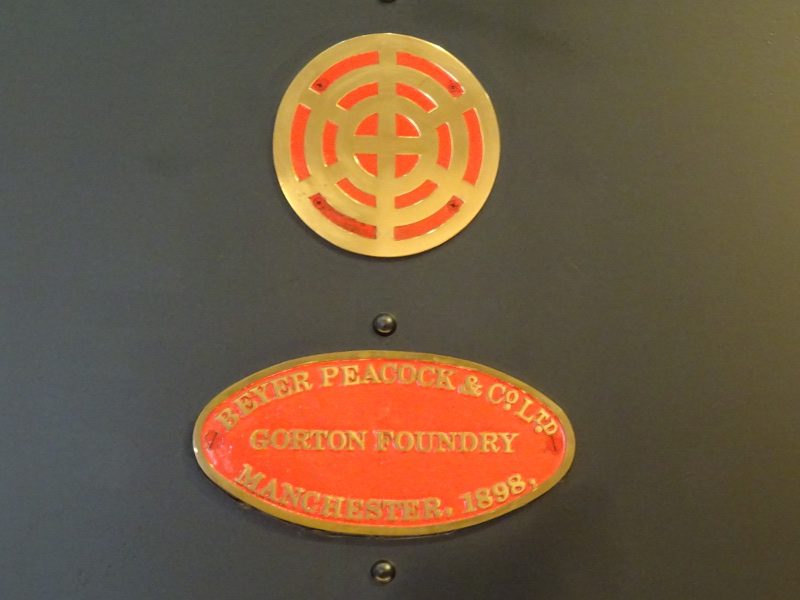 BEYER PEACOCK & Co. LTD
GORTON FOUNDRY
MANCHESTER. 1898,